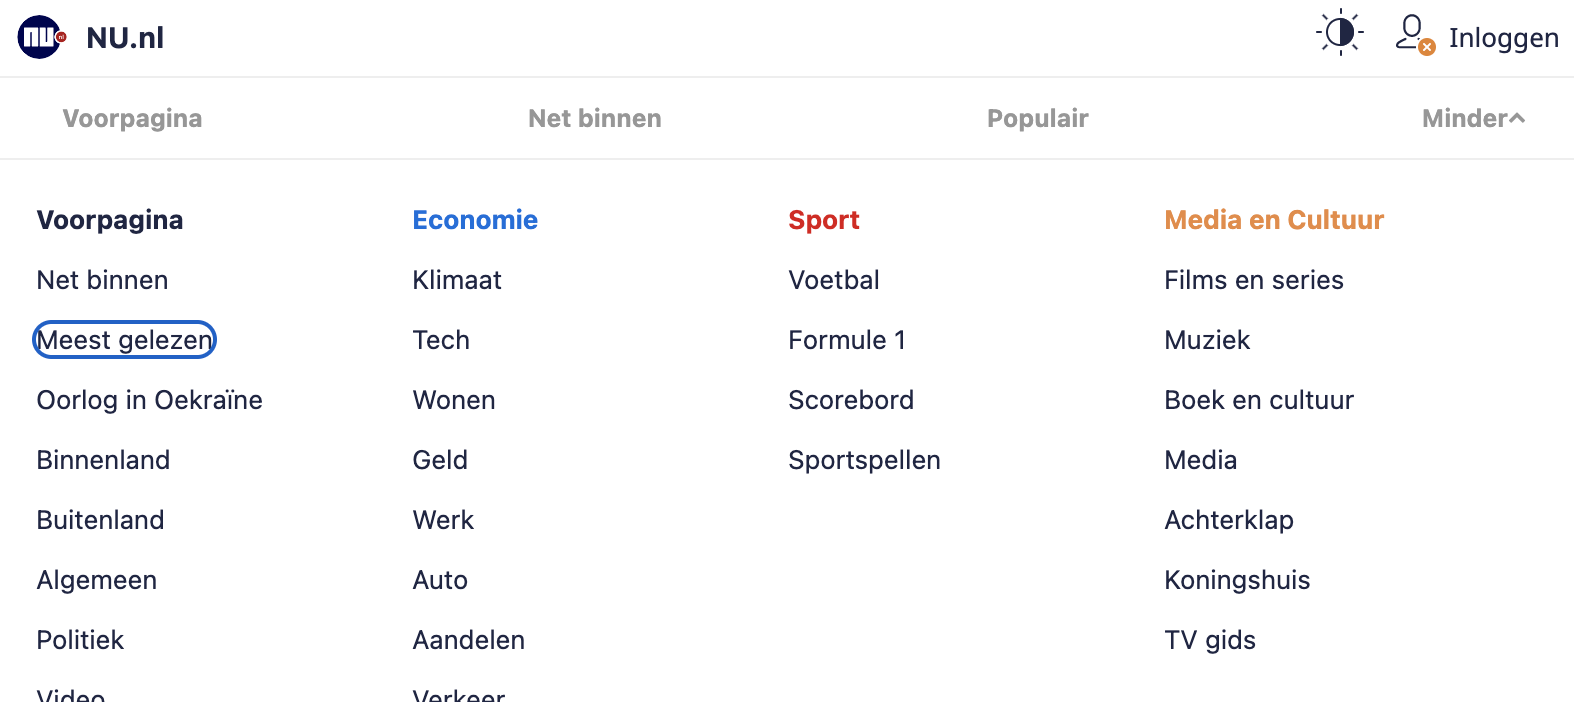 NU nl NU.nl Inloggen
Voorpagina Net binnen Populair Minder
Voorpagina Economie Sport Media en Cultuur
Net binnen Klimaat Voetbal Films en series
Meest gelezen Tech Formule 1 Muziek
Oorlog in Oekraïne Wonen Scorebord Boek en cultuur
Binnenland Geld Sportspellen Media
Buitenland Werk Achterklap
Algemeen Auto Koningshuis
Politiek Aandelen TV gids
Video Verkeer